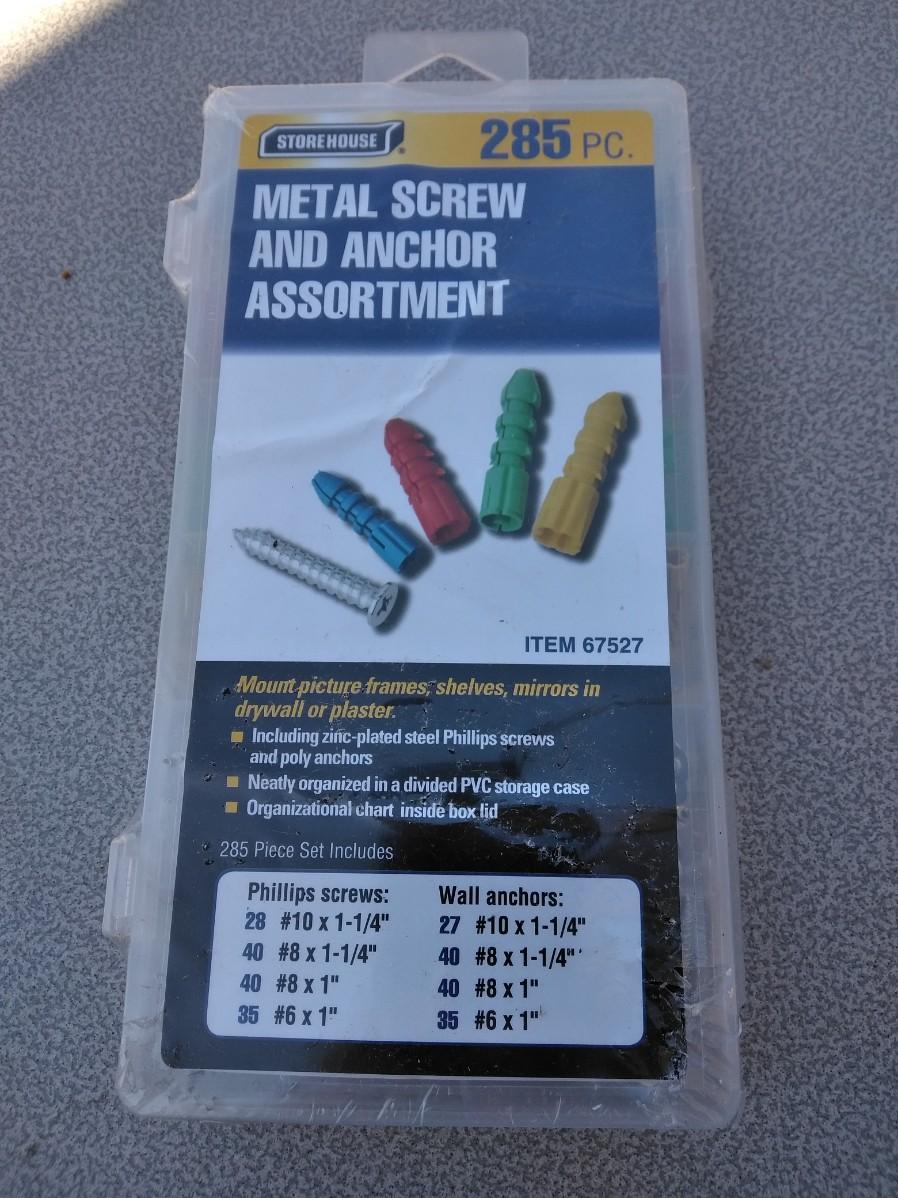 STOREHOUSE
285 PC.
METAL SCREW
AND ANCHOR
ASSORTMENT
ITEM 67527
Mount picture frames, shelves, mirrors in
drywall or plaster.
Including zinc-plated steel Phillips screws
and poly anchors
Neatly organized in a divided PVC storage case
Organizational chart inside box lid
285 Piece Set Includes
Phillips screws:
28 #10 x 1-1/4"
40 #8 x 1-1/4"
40 #8 x 1"
35 #6 x 1"
Wall anchors:
27 #10 x 1-1/4"
40 #8 x 1-1/4"
40 #8 x 1"
35 #6 x 1"